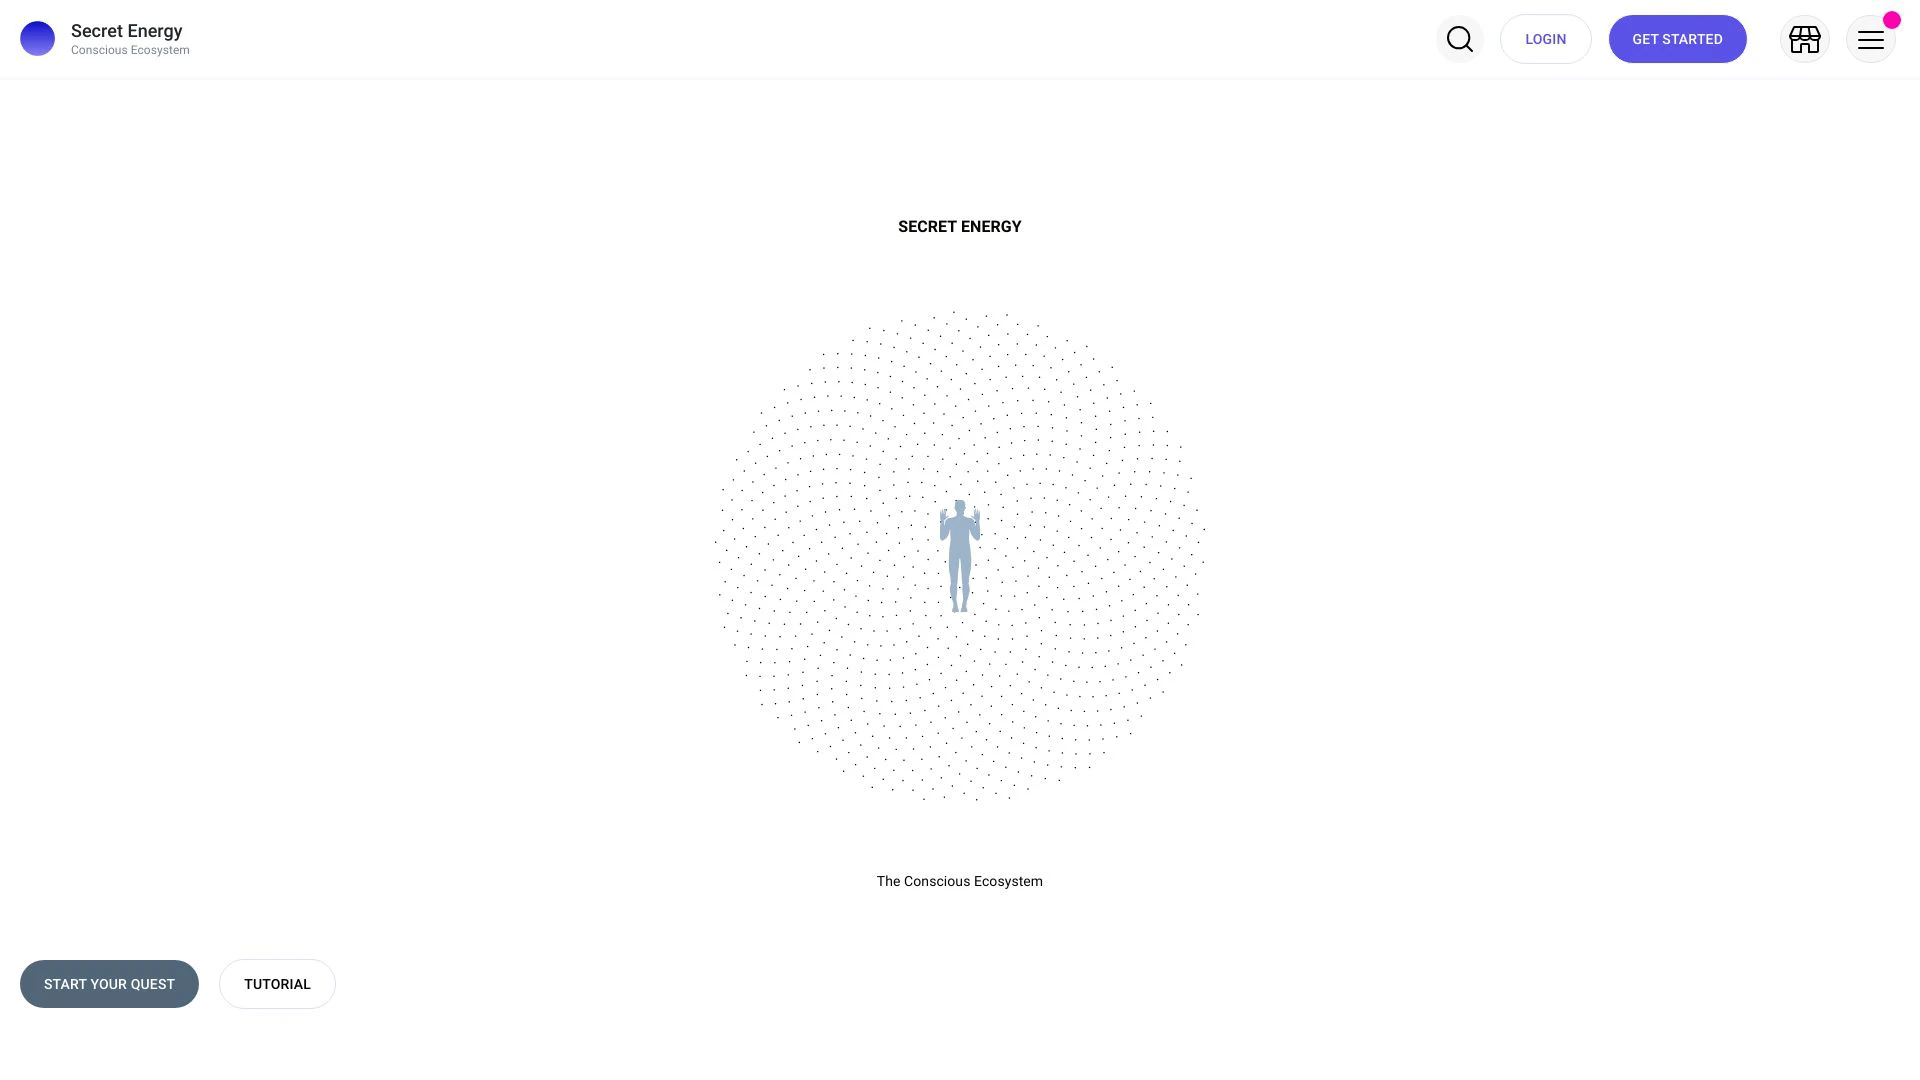 Secret Energy
Conscious Ecosystem
LOGIN
GET STARTED
SECRET ENERGY
The Conscious Ecosystem
START YOUR QUEST
TUTORIAL